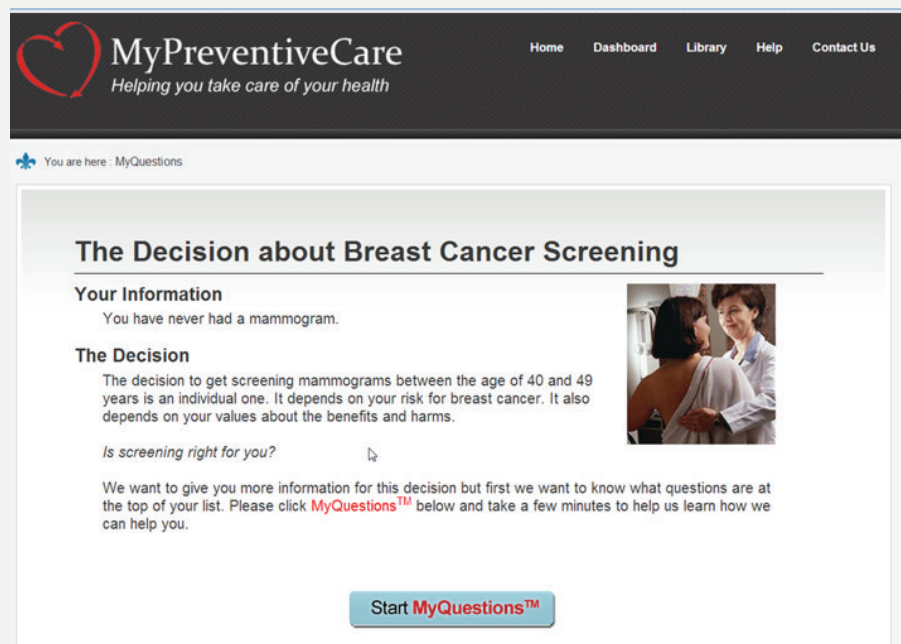 MyPreventiveCare
Helping you take care of your health
Home Dashboard Library Help Contact Us
You are here : MyQuestions
The Decision about Breast Cancer Screening
Your Information
You have never had a mammogram.
The Decision
The decision to get screening mammograms between the age of 40 and 49
years is an individual one. It depends on your risk for breast cancer. It also
depends on your values about the benefits and harms.
Is screening right for you?
We want to give you more information for this decision but first we want to know what questions are at
the top of your list. Please click MyQuestions™ below and take a few minutes to help us learn how we
can help you.
Start MyQuestions™